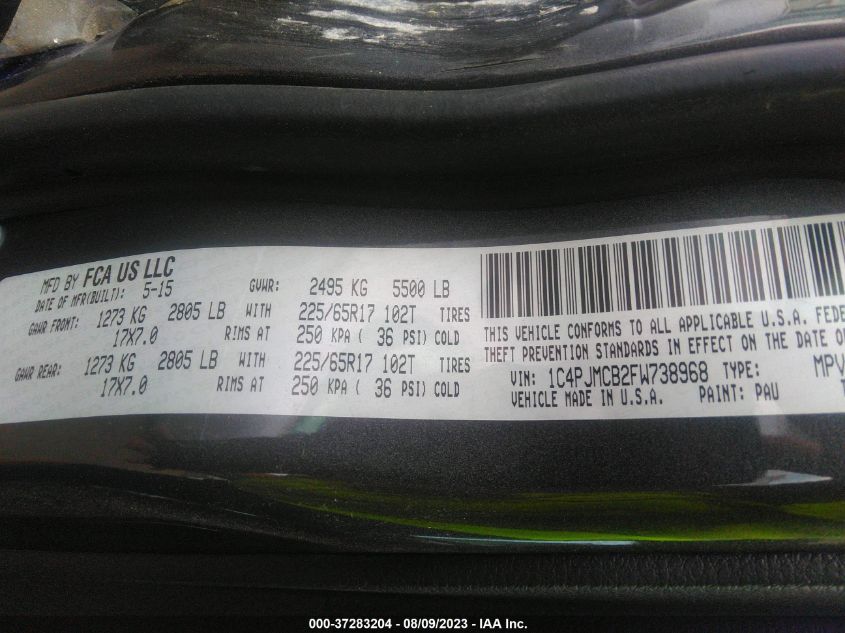 MFD BY FCA US LLC
DATE OF MFR(BUILT): 5-15 GVWR: 2495 KG 5500 LB
GAWR FRONT: 1273 KG 2805 LB WITH 225/65R17 102T TIRES
17X7.0 RIMS AT 250 KPA ( 36 PSI) COLD
GAWR REAR: 1273 KG 2805 LB WITH 225/65R17 102T TIRES
17X7.0 RIMS AT 250 KPA ( 36 PSI) COLD
THIS VEHICLE CONFORMS TO ALL APPLICABLE U.S.A. FEDE
THEFT PREVENTION STANDARDS IN EFFECT ON THE DATE O
VIN: 1C4PJMCB2FW738968 TYPE: MPV
VEHICLE MADE IN U.S.A. PAINT: PAU
000-37283204 - 08/09/2023 - IAA Inc.